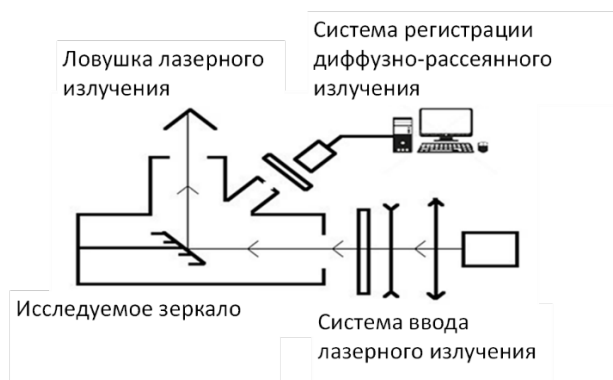 Ловушка лазерного
излучения
Система регистрации
диффузно-рассеянного
излучения
Исследуемое зеркало
Система ввода
лазерного излучения